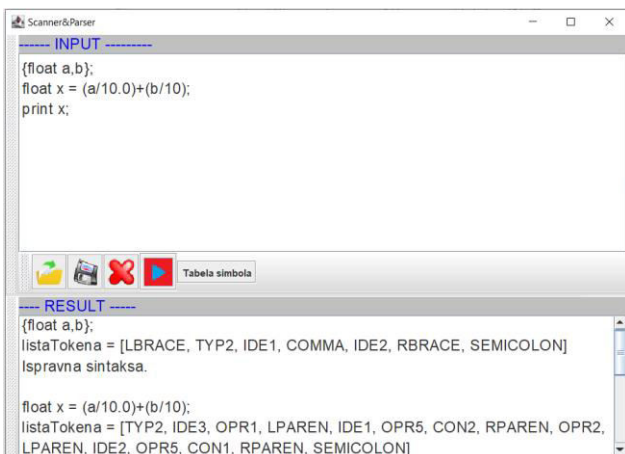 Scanner&Parser
------ INPUT ---------
{float a,b};
float x = (a/10.0)+(b/10);
print x;
Tabela simbola
---- RESULT -----
{float a,b};
listaTokena = [LBRACE, TYP2, IDE1, COMMA, IDE2, RBRACE, SEMICOLON]
Ispravna sintaksa.
float x = (a/10.0)+(b/10);
listaTokena = [TYP2, IDE3, OPR1, LPAREN, IDE1, OPR5, CON2, RPAREN, OPR2,
LPAREN, IDE2, OPR5, CON1, RPAREN, SEMICOLON]